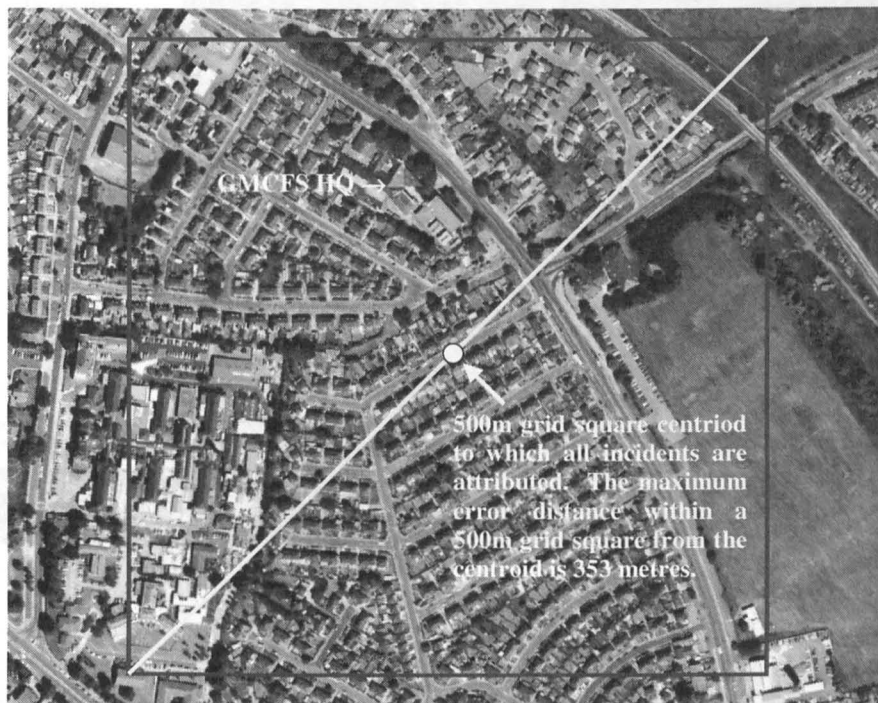 GMCFS HQ →
500m grid square centriod
to which all incidents are
attributed. The maximum
error distance within a
500m grid square from the
centroid is 353 metres.